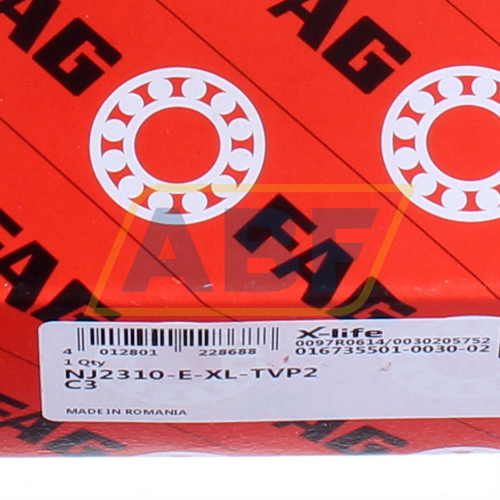 FAG
FAG
FAG
ABF
X-life
0097R0614/0030205752
016735501-0030-02
4 012801 228688
1 Qty
NJ2310-E-XL-TVP2
C3
MADE IN ROMANIA